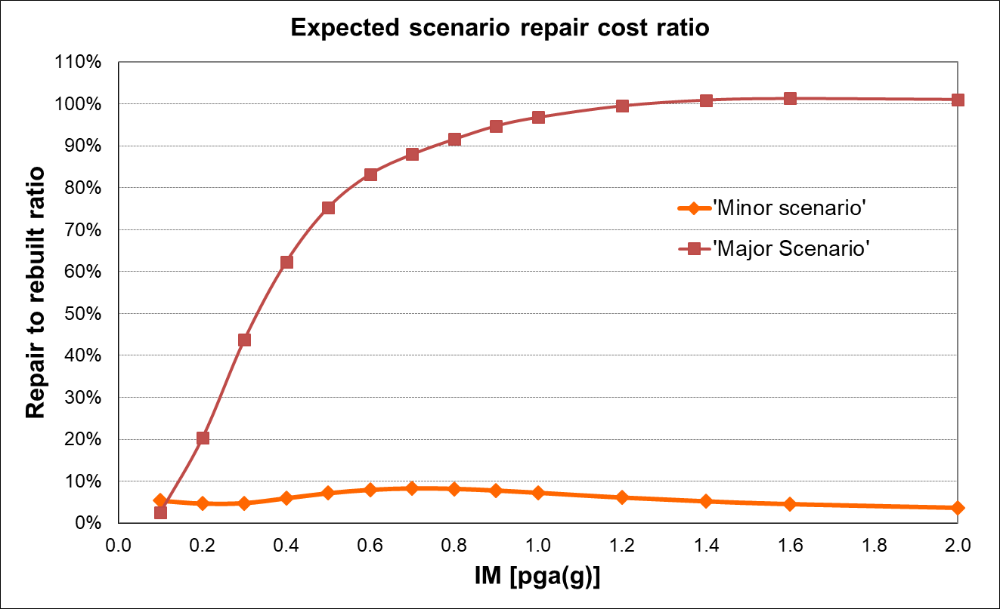 Expected scenario repair cost ratio
Repair to rebuilt ratio
110%
100%
90%
80%
70%
60%
50%
40%
30%
20%
10%
0%
'Minor scenario'
'Major Scenario'
0.0 0.2 0.4 0.6 0.8 1.0 1.2 1.4 1.6 1.8 2.0
IM [pga(g)]